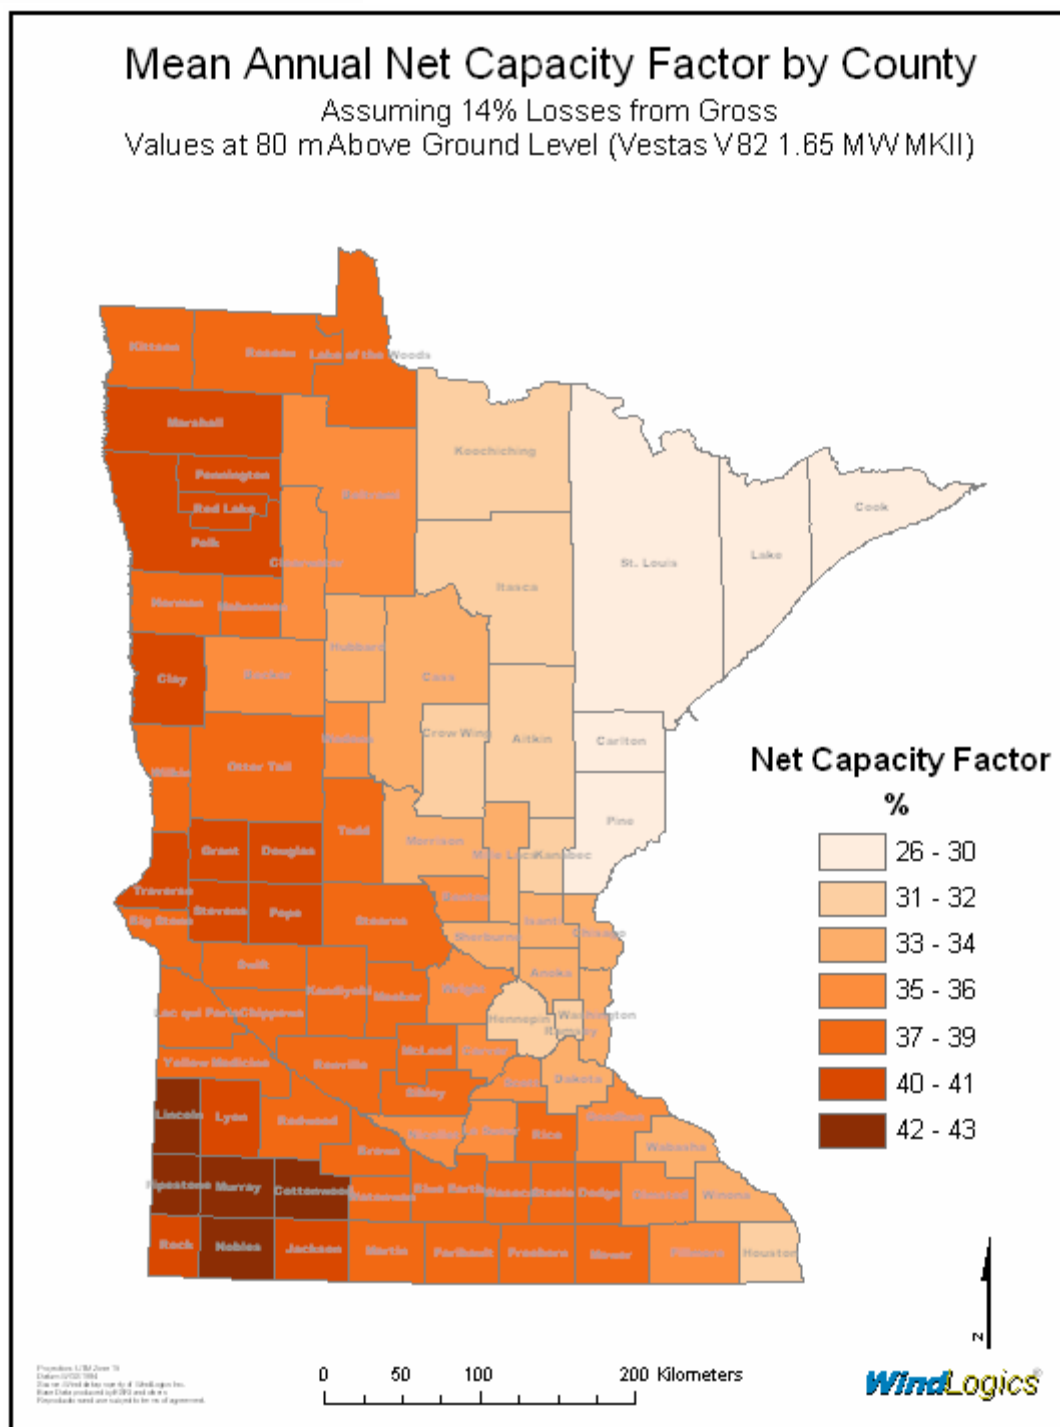 Mean Annual Net Capacity Factor by County
Assuming 14% Losses from Gross
Values at 80 m Above Ground Level (Vestas V82 1.65 MW MKII)
Kittson
Roseau
Lake of the Woods
Marshall
Koochiching
Pennington
Beltrami
Red Lake
Cook
Polk
Lake
Clearwater
St. Louis
Itasca
Norman
Mahnomen
Hubbard
Clay
Becker
Cass
Wadena
Crow Wing
Aitkin
Carlton
Otter Tail
Wilkin
Pine
Todd
Morrison
Grant
Douglas
Mille Lacs
Kanabec
Traverse
Stevens
Pope
Stearns
Benton
Big Stone
Isanti
Chisago
Sherburne
Swift
Anoka
Kandiyohi
Meeker
Wright
Lac qui Parle
Chippewa
Hennepin
Washington
Ramsey
Yellow Medicine
Renville
McLeod
Carver
Scott
Dakota
Sibley
Lincoln
Lyon
Redwood
Nicollet
Le Sueur
Rice
Goodhue
Wabasha
Brown
Pipestone
Murray
Cottonwood
Watonwan
Blue Earth
Waseca
Steele
Dodge
Olmsted
Winona
Rock
Nobles
Jackson
Martin
Faribault
Freeborn
Mower
Fillmore
Houston
Net Capacity Factor
%
26 - 30
31 - 32
33 - 34
35 - 36
37 - 39
40 - 41
42 - 43
N
0 50 100 200 Kilometers
WindLogics®